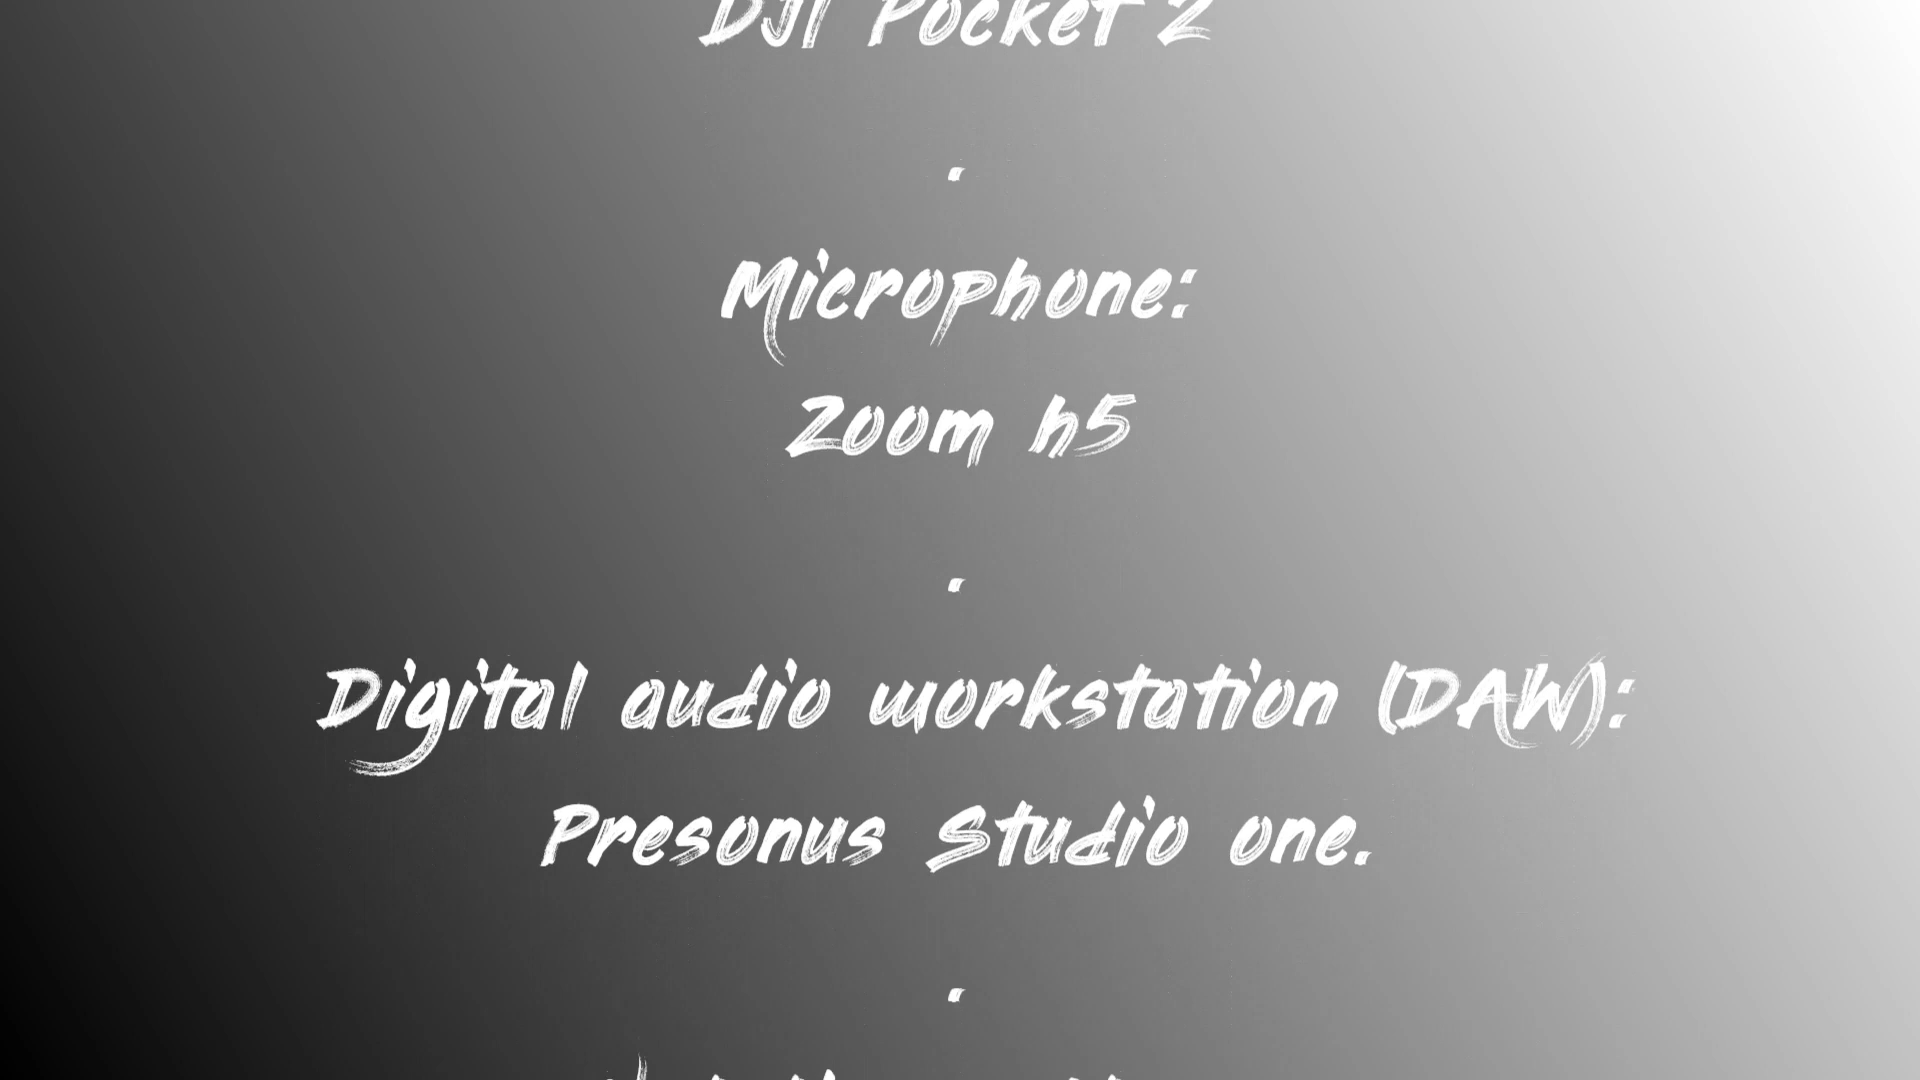 DJI Pocket 2
.
Microphone:
Zoom h5
.
Digital audio workstation (DAW):
Presonus Studio one.
.